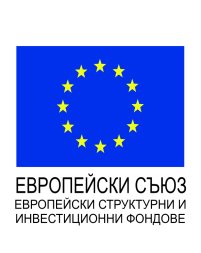 ЕВРОПЕЙСКИ СЪЮЗ
ЕВРОПЕЙСКИ СТРУКТУРНИ И
ИНВЕСТИЦИОННИ ФОНДОВЕ